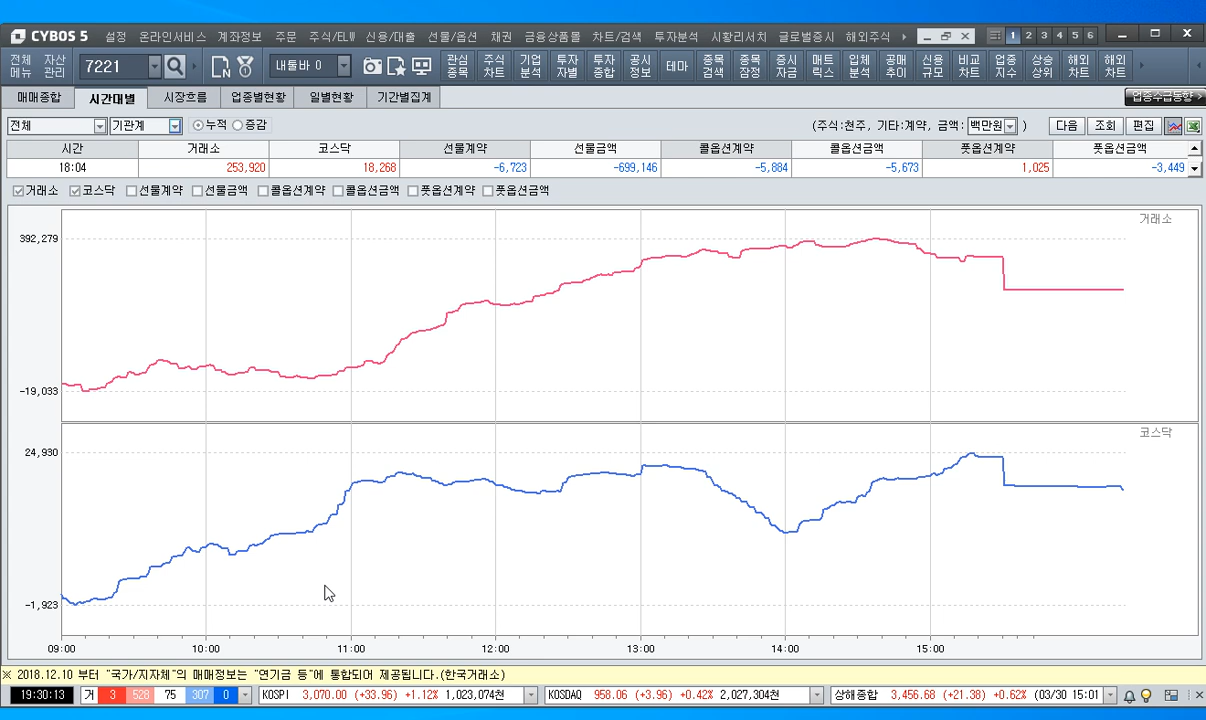 CYBOS 5 설정 온라인서비스 계좌정보 주문 주식/ELW 신용/대출 선물/옵션 채권 금융상품몰 차트/검색 투자분석 시황리서치 글로벌증시 해외주식 1 2 3 4 5 6
전체메뉴 자산관리 7221 내툴바 0 관심종목 주식차트 기업분석 투자자별 투자종합 공시정보 테마 종목검색 종목잠정 증시자금 매트릭스 입체분석 공매추이 신용규모 비교차트 업종지수 상승상위 해외차트 해외차트
매매종합 시간대별 시장흐름 업종별현황 일별현황 기간별집계 업종수급동향 >
전체 기관계 누적 증감 (주식:천주, 기타:계약, 금액: 백만원 ) 다음 조회 편집
시간 거래소 코스닥 선물계약 선물금액 콜옵션계약 콜옵션금액 풋옵션계약 풋옵션금액
18:04 253,920 18,268 -6,723 -699,146 -5,884 -5,673 1,025 -3,449
거래소 코스닥 선물계약 선물금액 콜옵션계약 콜옵션금액 풋옵션계약 풋옵션금액
거래소
392,279
-19,033
코스닥
24,930
-1,923
09:00 10:00 11:00 12:00 13:00 14:00 15:00
※ 2018.12.10 부터 "국가/지자체"의 매매정보는 "연기금 등"에 통합되어 제공됩니다.(한국거래소)
19:30:13 거 3 528 75 307 0 KOSPI 3,070.00 (+33.96) +1.12% 1,023,074천 KOSDAQ 958.06 (+3.96) +0.42% 2,027,304천 상해종합 3,456.68 (+21.38) +0.62% (03/30 15:01